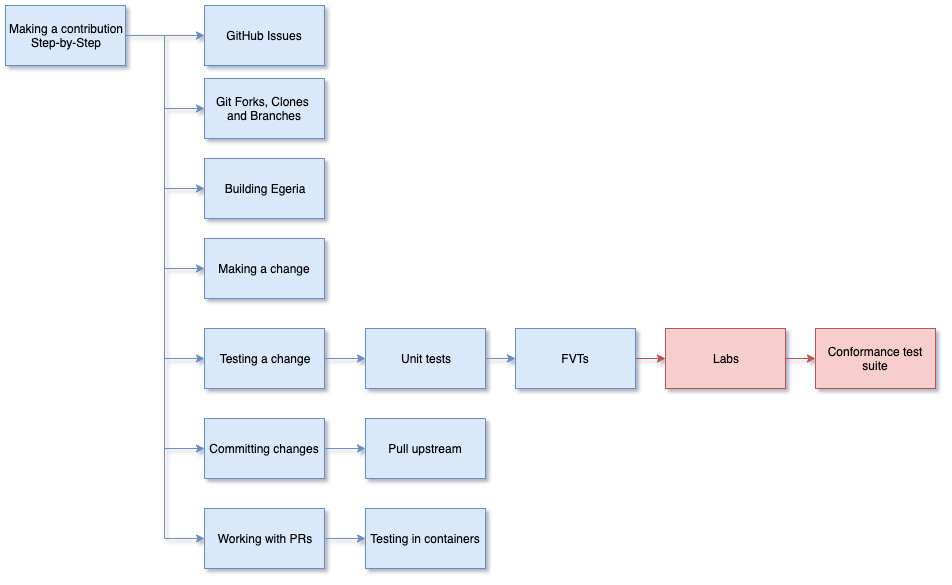 Making a contribution
Step-by-Step
GitHub Issues
Git Forks, Clones
and Branches
Building Egeria
Making a change
Testing a change
Unit tests
FVTs
Labs
Conformance test
suite
Committing changes
Pull upstream
Working with PRs
Testing in containers